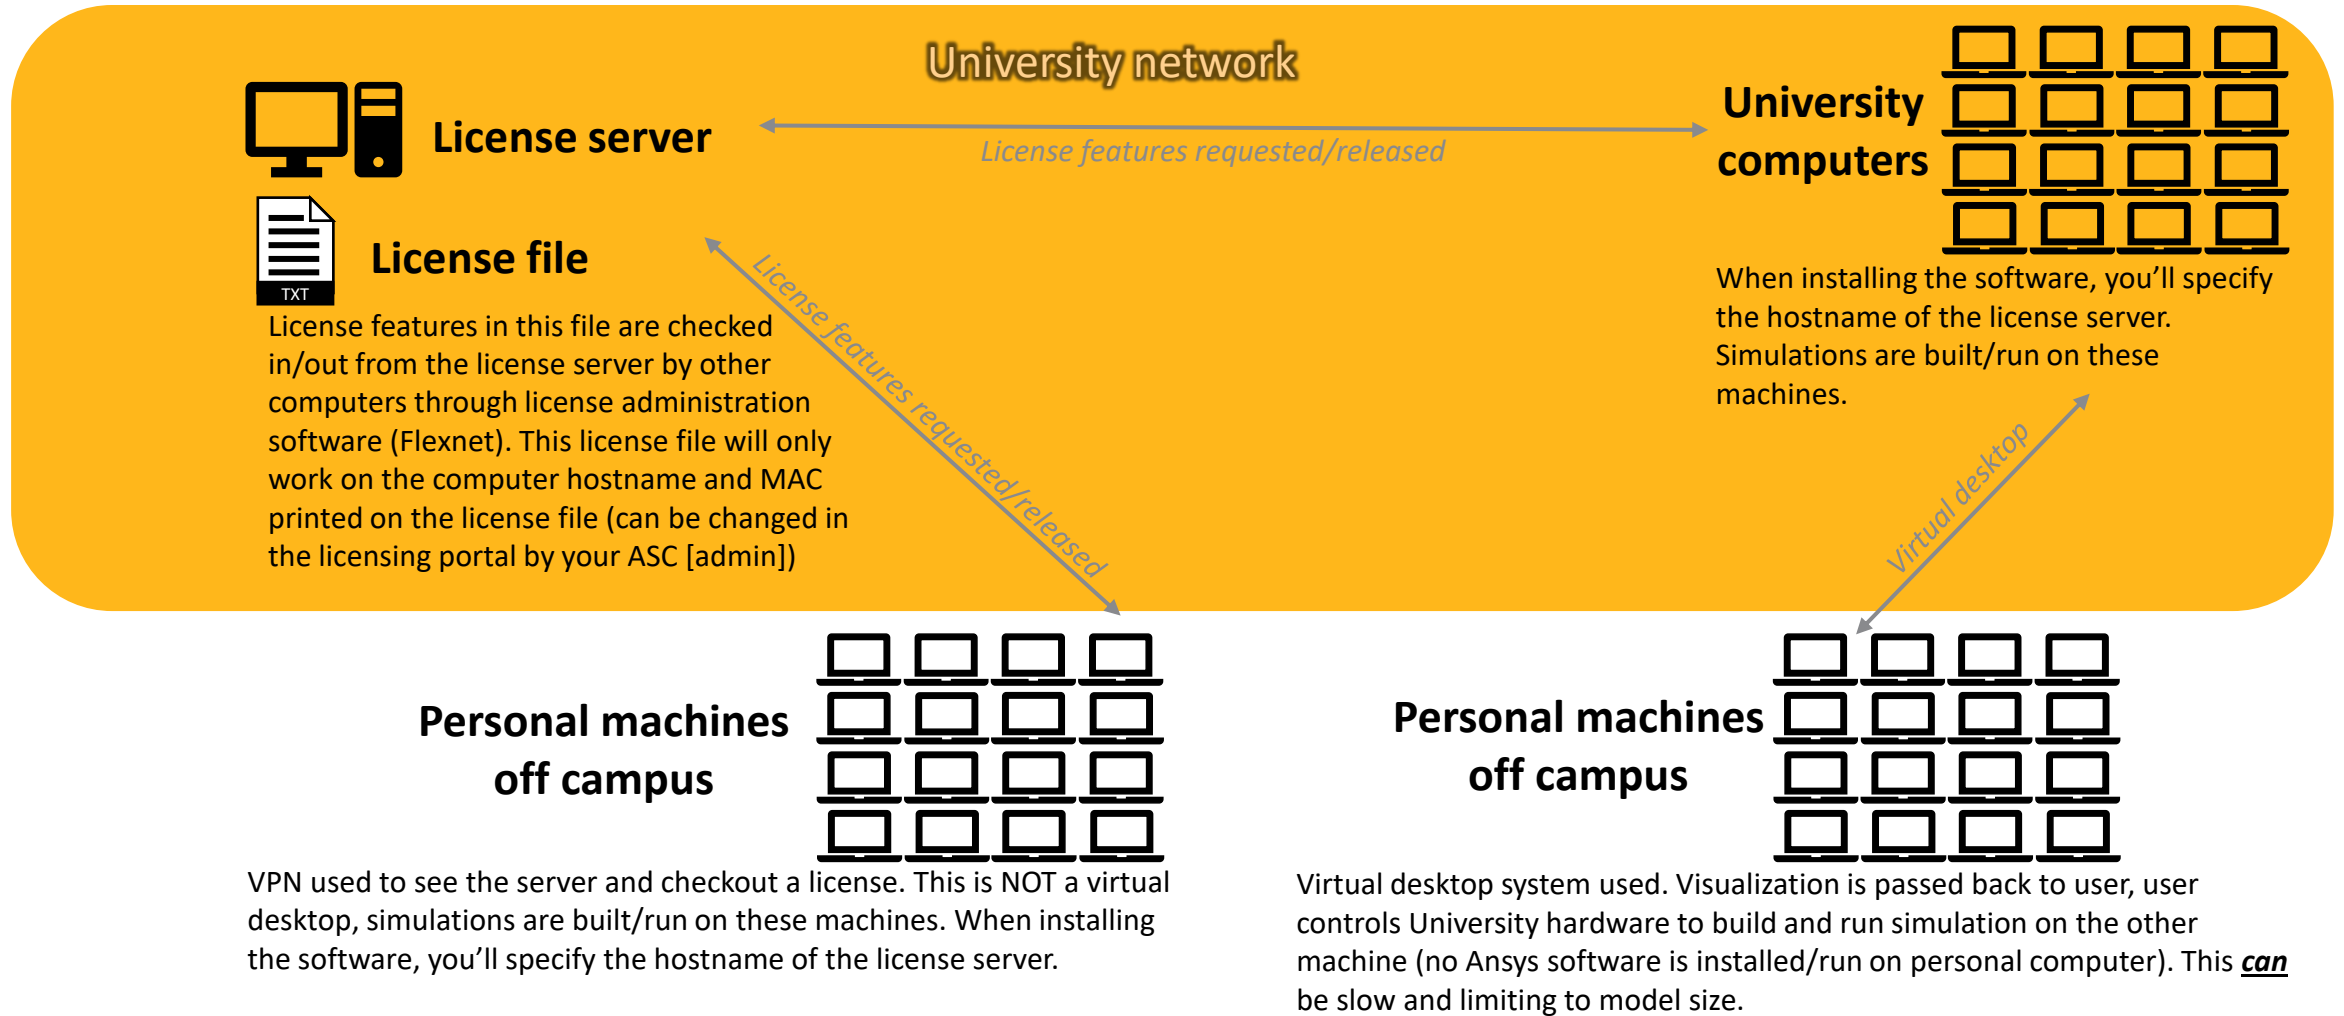 University network
License server
License features requested/released
University
computers
TXT
License file
License features in this file are checked
in/out from the license server by other
computers through license administration
software (Flexnet). This license file will only
work on the computer hostname and MAC
printed on the license file (can be changed in
the licensing portal by your ASC [admin])
License features requested/released
When installing the software, you’ll specify
the hostname of the license server.
Simulations are built/run on these
machines.
Virtual desktop
Personal machines
off campus
VPN used to see the server and checkout a license. This is NOT a virtual
desktop, simulations are built/run on these machines. When installing
the software, you’ll specify the hostname of the license server.
Personal machines
off campus
Virtual desktop system used. Visualization is passed back to user, user
controls University hardware to build and run simulation on the other
machine (no Ansys software is installed/run on personal computer). This can
be slow and limiting to model size.